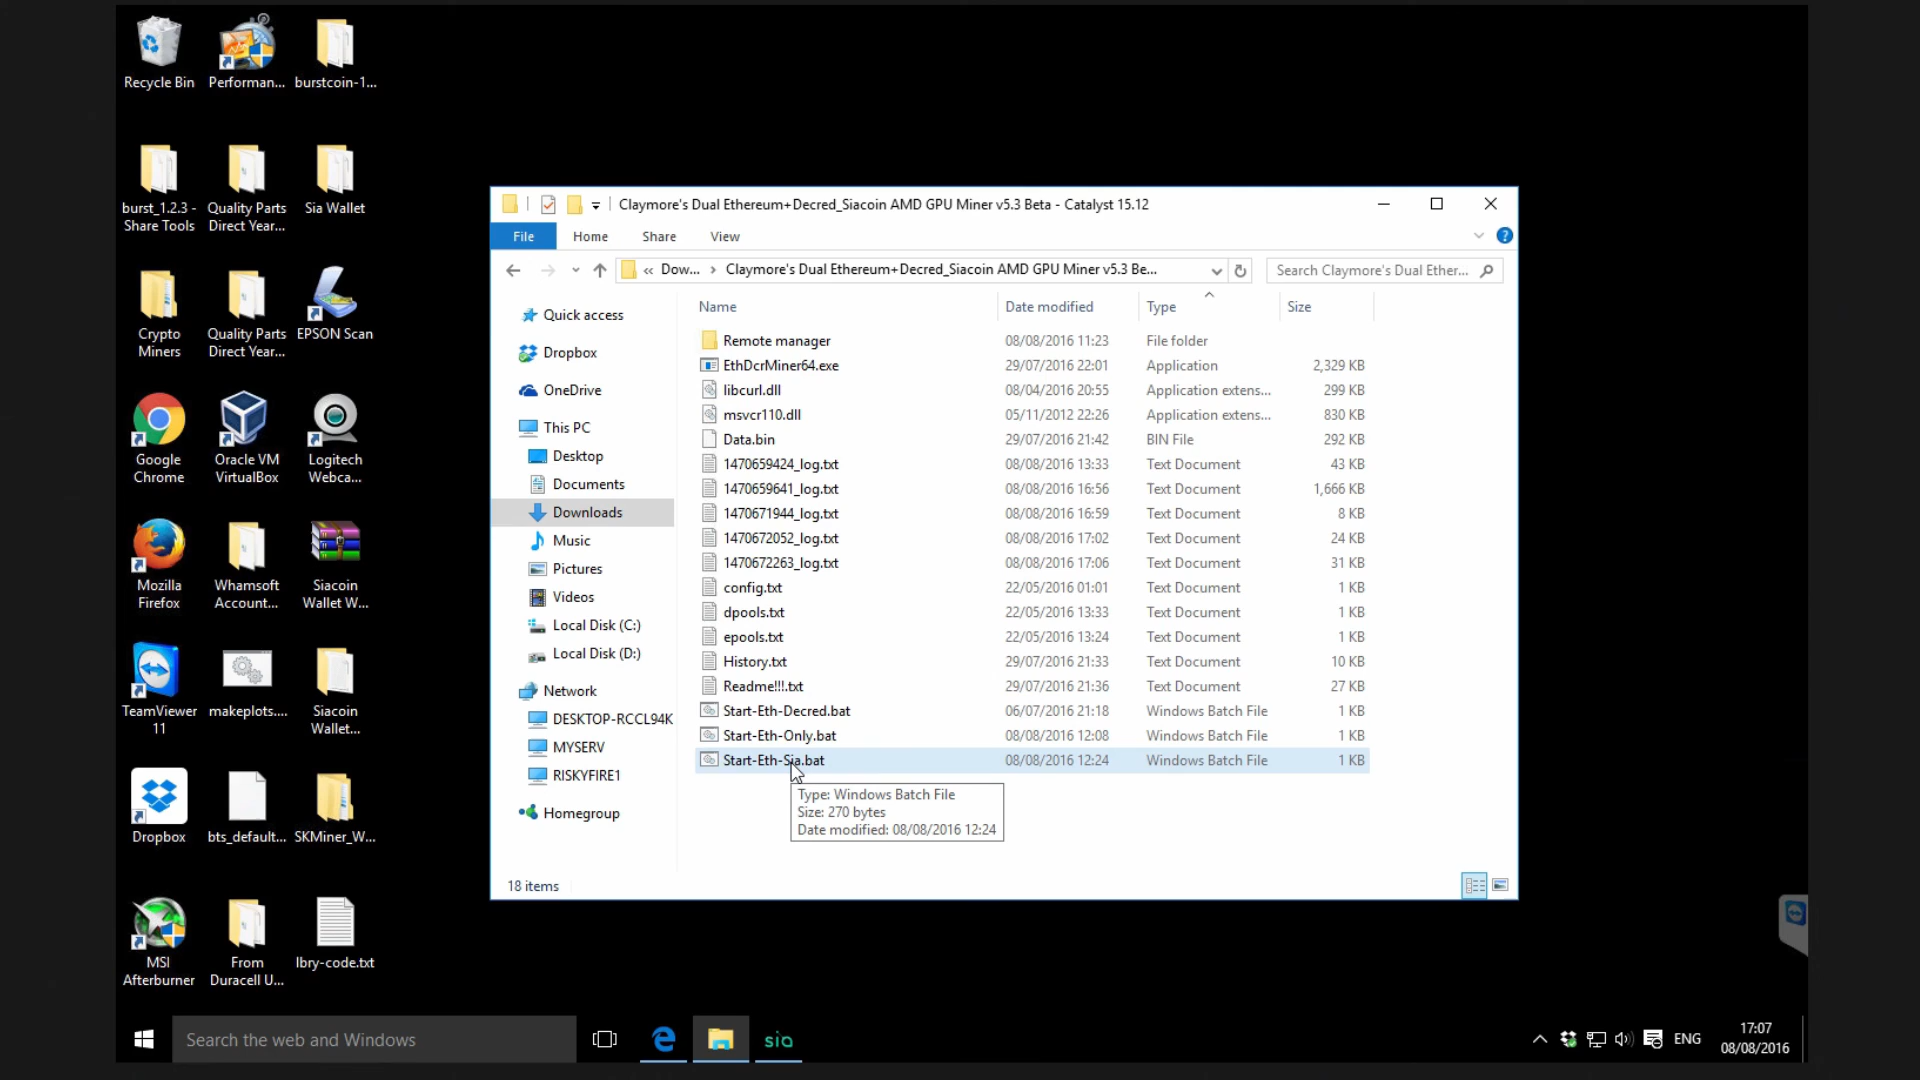 Recycle Bin
Performan...
burstcoin-1...
burst_1.2.3 -
Share Tools
Quality Parts
Direct Year...
Sia Wallet
Crypto
Miners
Quality Parts
Direct Year...
EPSON Scan
Google
Chrome
Oracle VM
VirtualBox
Logitech
Webca...
Mozilla
Firefox
Whamsoft
Account...
Siacoin
Wallet W...
TeamViewer
11
makeplots....
Siacoin
Wallet...
Dropbox
bts_default...
SKMiner_W...
MSI
Afterburner
From
Duracell U...
lbry-code.txt
Claymore's Dual Ethereum+Decred_Siacoin AMD GPU Miner v5.3 Beta - Catalyst 15.12
File Home Share View
« Dow... › Claymore's Dual Ethereum+Decred_Siacoin AMD GPU Miner v5.3 Be...
Search Claymore's Dual Ether...
Quick access
Dropbox
OneDrive
This PC
Desktop
Documents
Downloads
Music
Pictures
Videos
Local Disk (C:)
Local Disk (D:)
Network
DESKTOP-RCCL94K
MYSERV
RISKYFIRE1
Homegroup
Name Date modified Type Size
Remote manager 08/08/2016 11:23 File folder
EthDcrMiner64.exe 29/07/2016 22:01 Application 2,329 KB
libcurl.dll 08/04/2016 20:55 Application extens... 299 KB
msvcr110.dll 05/11/2012 22:26 Application extens... 830 KB
Data.bin 29/07/2016 21:42 BIN File 292 KB
1470659424_log.txt 08/08/2016 13:33 Text Document 43 KB
1470659641_log.txt 08/08/2016 16:56 Text Document 1,666 KB
1470671944_log.txt 08/08/2016 16:59 Text Document 8 KB
1470672052_log.txt 08/08/2016 17:02 Text Document 24 KB
1470672263_log.txt 08/08/2016 17:06 Text Document 31 KB
config.txt 22/05/2016 01:01 Text Document 1 KB
dpools.txt 22/05/2016 13:33 Text Document 1 KB
epools.txt 22/05/2016 13:24 Text Document 1 KB
History.txt 29/07/2016 21:33 Text Document 10 KB
Readme!!!.txt 29/07/2016 21:36 Text Document 27 KB
Start-Eth-Decred.bat 06/07/2016 21:18 Windows Batch File 1 KB
Start-Eth-Only.bat 08/08/2016 12:08 Windows Batch File 1 KB
Start-Eth-Sia.bat 08/08/2016 12:24 Windows Batch File 1 KB
Type: Windows Batch File
Size: 270 bytes
Date modified: 08/08/2016 12:24
18 items
Search the web and Windows
sia
ENG
17:07
08/08/2016